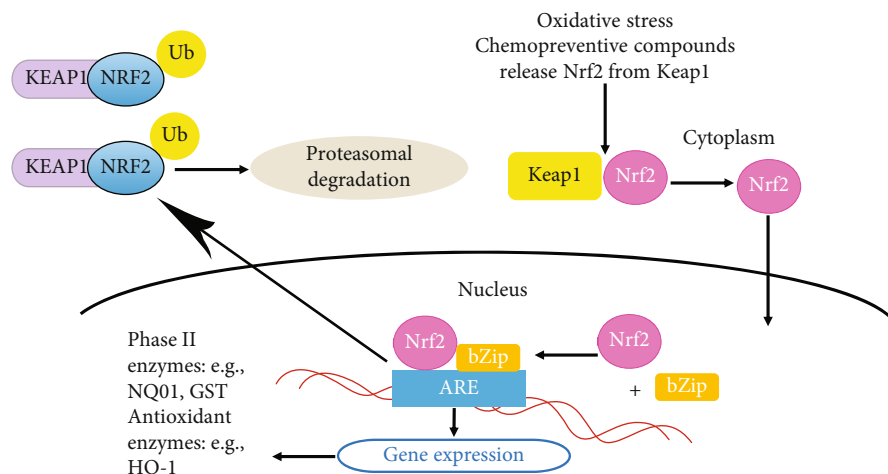 Ub
KEAP1 NRF2
Ub
KEAP1 NRF2
Proteasomal
degradation
Oxidative stress
Chemopreventive compounds
release Nrf2 from Keap1
Cytoplasm
Keap1 Nrf2
Nrf2
Nucleus
Nrf2
bZip
ARE
Nrf2
+ bZip
Gene expression
Phase II
enzymes: e.g.,
NQ01, GST
Antioxidant
enzymes: e.g.,
HO-1